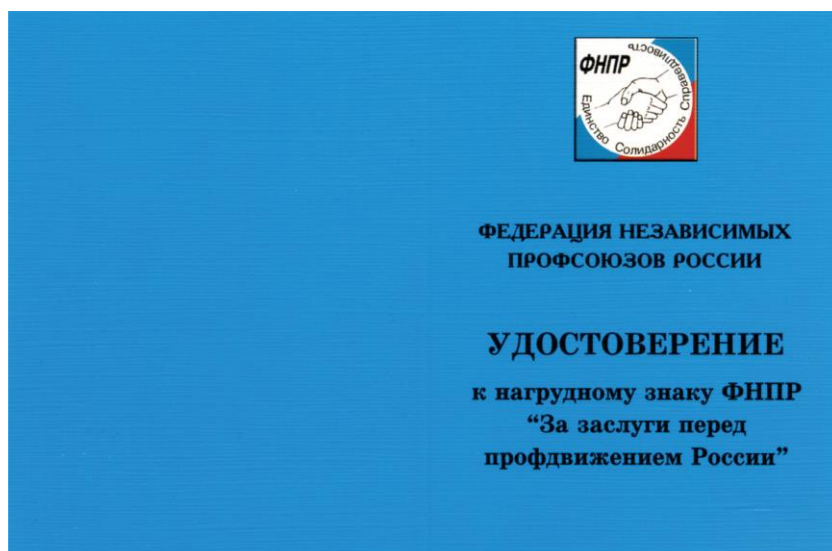 ФНПР
Единство Солидарность Справедливость
ФЕДЕРАЦИЯ НЕЗАВИСИМЫХ
ПРОФСОЮЗОВ РОССИИ
УДОСТОВЕРЕНИЕ
к нагрудному знаку ФНПР
“За заслуги перед
профдвижением России”